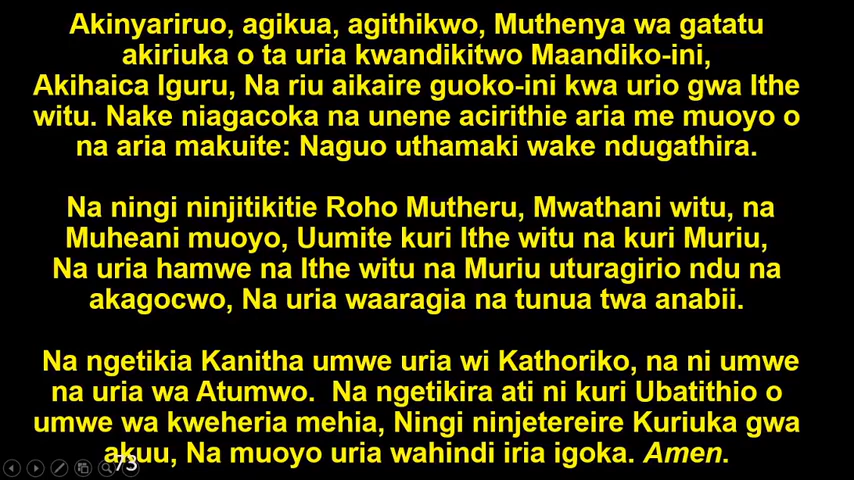 Akinyariruo, agikua, agithikwo, Muthenya wa gatatu
akiriuka o ta uria kwandikitwo Maandiko-ini,
Akihaica Iguru, Na riu aikaire guoko-ini kwa urio gwa Ithe
witu. Nake niagacoka na unene acirithie aria me muoyo o
na aria makuite: Naguo uthamaki wake ndugathira.
Na ningi ninjitikitie Roho Mutheru, Mwathani witu, na
Muheani muoyo, Uumite kuri Ithe witu na kuri Muriu,
Na uria hamwe na Ithe witu na Muriu uturagirio ndu na
akagocwo, Na uria waaragia na tunua twa anabii.
Na ngetikia Kanitha umwe uria wi Kathoriko, na ni umwe
na uria wa Atumwo. Na ngetikira ati ni kuri Ubatithio o
umwe wa kweheria mehia, Ningi ninjetereire Kuriuka gwa
akuu, Na muoyo uria wahindi iria igoka. Amen.
73